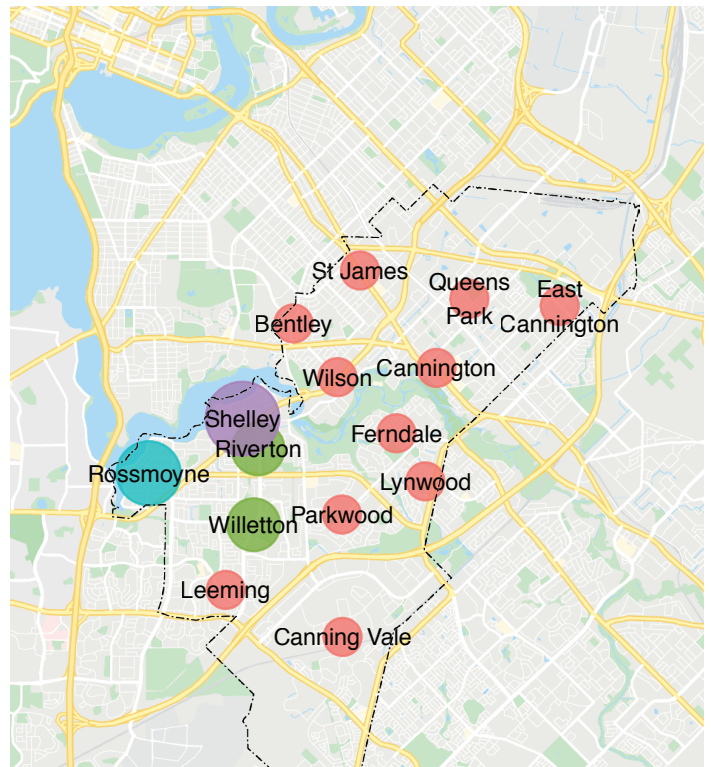 St James
Queens
Park
East
Cannington
Bentley
Wilson
Cannington
Shelley
Riverton
Ferndale
Rossmoyne
Lynwood
Willetton
Parkwood
Leeming
Canning Vale